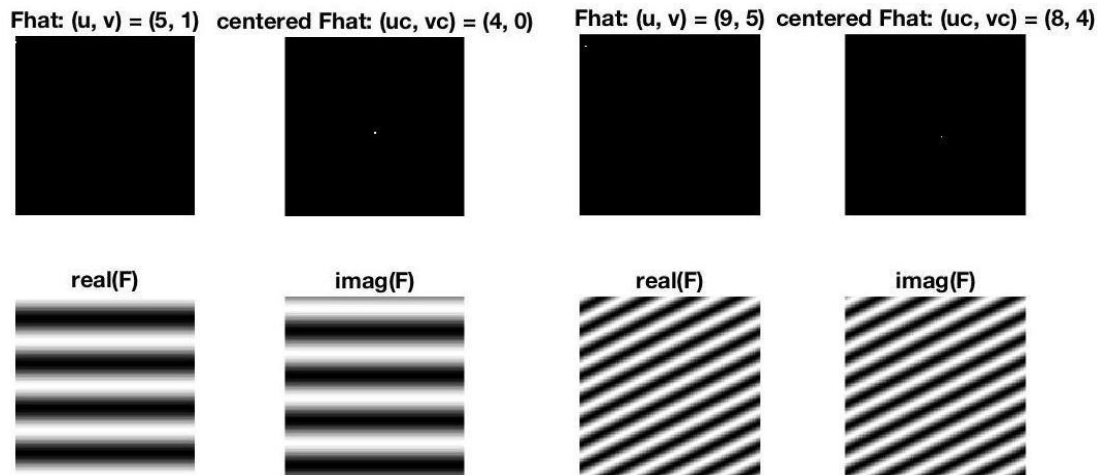 Fhat: (u, v) = (5, 1) centered Fhat: (uc, vc) = (4, 0)
Fhat: (u, v) = (9, 5) centered Fhat: (uc, vc) = (8, 4)
real(F) imag(F)
real(F) imag(F)